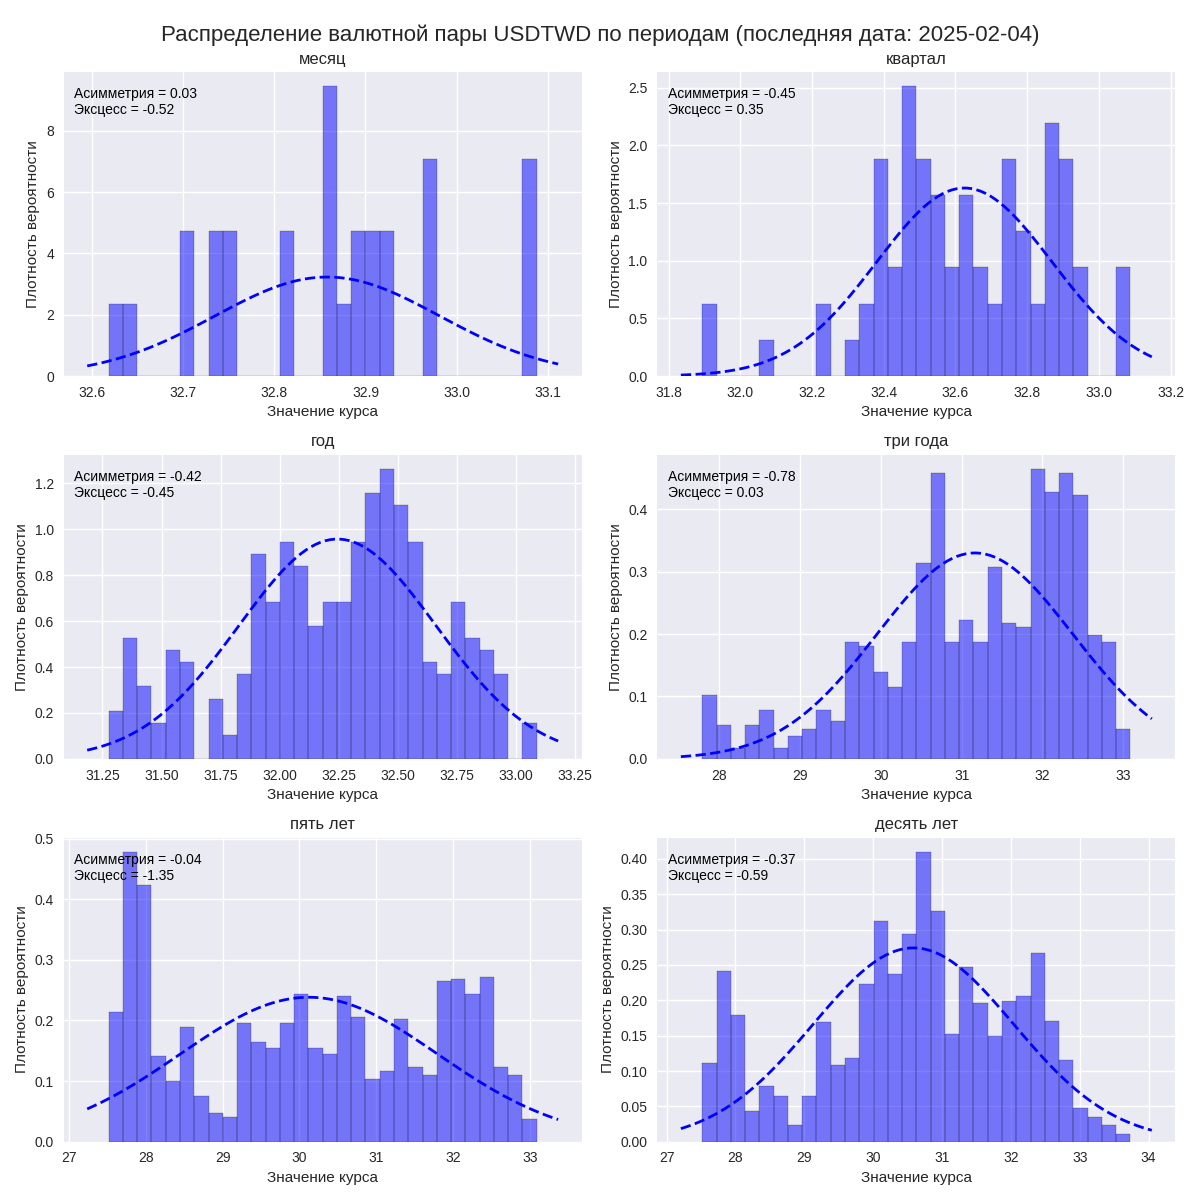 Распределение валютной пары USDTWD по периодам (последняя дата: 2025-02-04)
месяц
Асимметрия = 0.03
Эксцесс = -0.52
Плотность вероятности
8
6
4
2
0
32.6 32.7 32.8 32.9 33.0 33.1
Значение курса
квартал
Асимметрия = -0.45
Эксцесс = 0.35
Плотность вероятности
2.5
2.0
1.5
1.0
0.5
0.0
31.8 32.0 32.2 32.4 32.6 32.8 33.0 33.2
Значение курса
год
Асимметрия = -0.42
Эксцесс = -0.45
Плотность вероятности
1.2
1.0
0.8
0.6
0.4
0.2
0.0
31.25 31.50 31.75 32.00 32.25 32.50 32.75 33.00 33.25
Значение курса
три года
Асимметрия = -0.78
Эксцесс = 0.03
Плотность вероятности
0.4
0.3
0.2
0.1
0.0
28 29 30 31 32 33
Значение курса
пять лет
Асимметрия = -0.04
Эксцесс = -1.35
Плотность вероятности
0.5
0.4
0.3
0.2
0.1
0.0
27 28 29 30 31 32 33
Значение курса
десять лет
Асимметрия = -0.37
Эксцесс = -0.59
Плотность вероятности
0.40
0.35
0.30
0.25
0.20
0.15
0.10
0.05
0.00
27 28 29 30 31 32 33 34
Значение курса